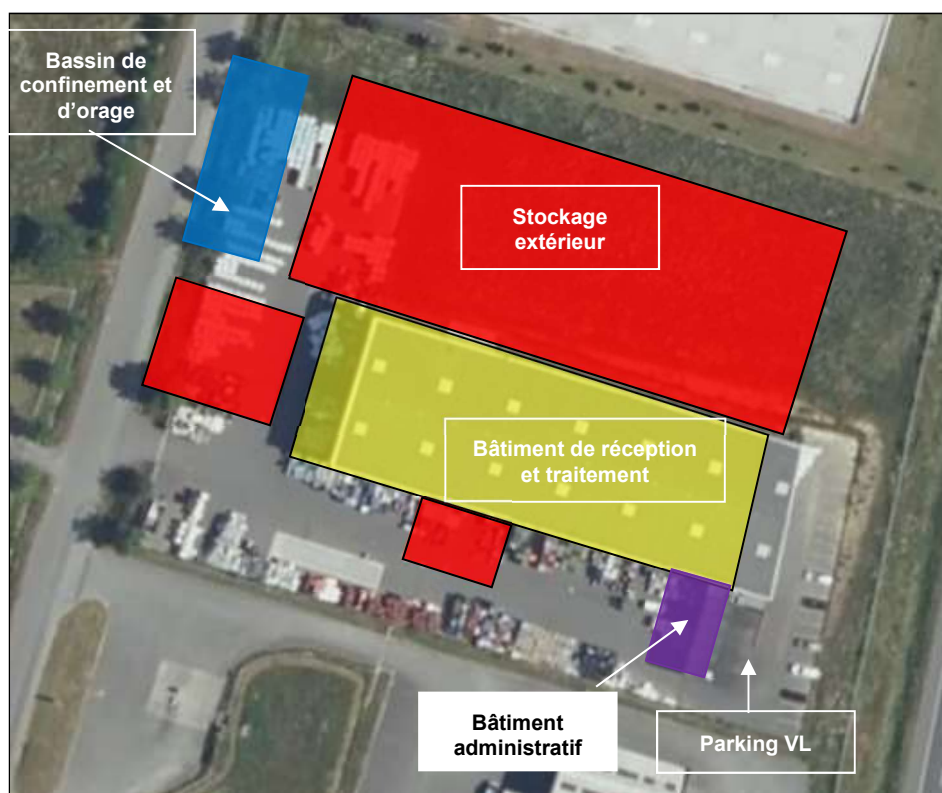 Bassin de
confinement et
d’orage
Stockage
extérieur
Bâtiment de réception
et traitement
Bâtiment
administratif
Parking VL